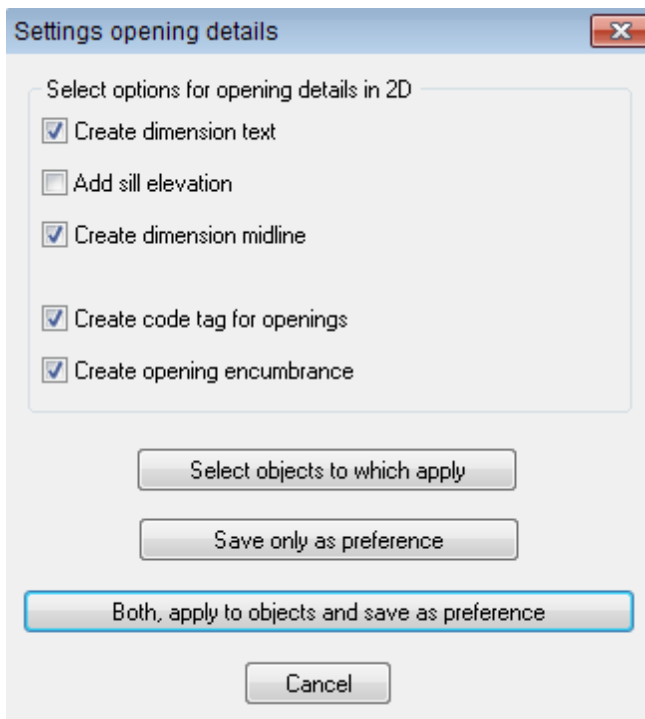 Settings opening details
Select options for opening details in 2D
Create dimension text
Add sill elevation
Create dimension midline
Create code tag for openings
Create opening encumbrance
Select objects to which apply
Save only as preference
Both, apply to objects and save as preference
Cancel